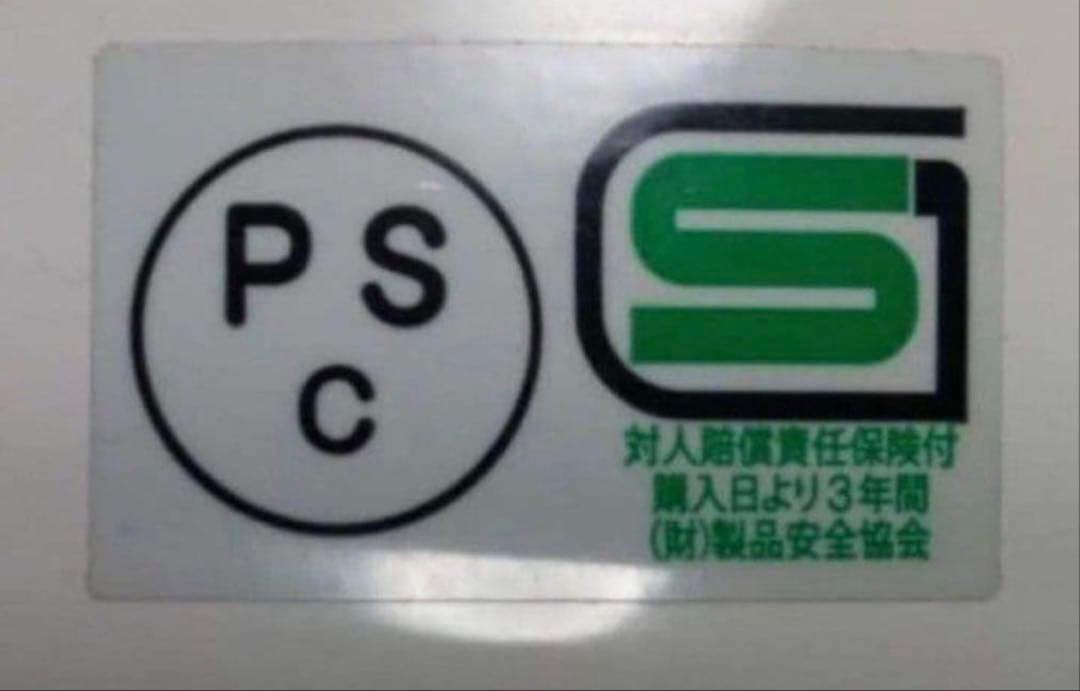 PS
C
SG
対人賠償責任保険付
購入日より3年間
(財)製品安全協会